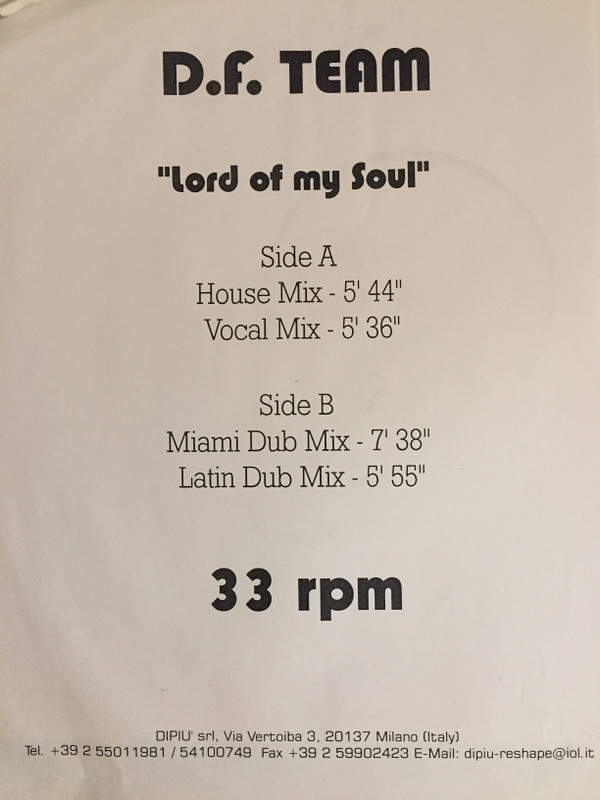 D.F. TEAM
"Lord of my Soul"
Side A
House Mix - 5' 44"
Vocal Mix - 5' 36"
Side B
Miami Dub Mix - 7' 38"
Latin Dub Mix - 5' 55"
33 rpm
DIPIU' srl, Via Vertoiba 3, 20137 Milano (Italy)
Tel. +39 2 55011981 / 54100749 Fax +39 2 59902423 E-Mail: dipiu-reshape@iol.it